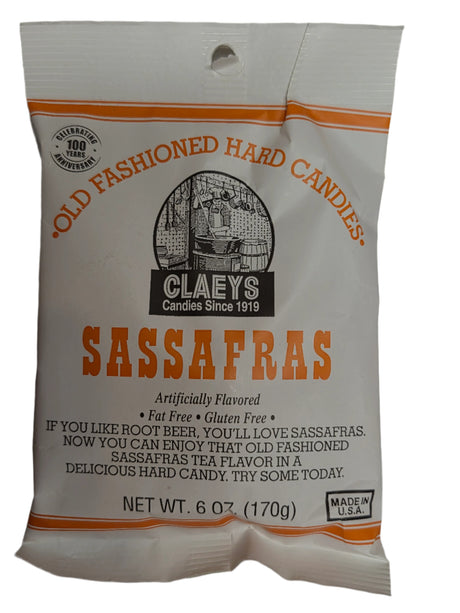 CELEBRATING
100
YEARS
ANNIVERSARY
•OLD FASHIONED HARD CANDIES•
CLAEYS
Candies Since 1919
SASSAFRAS
Artificially Flavored
• Fat Free • Gluten Free •
IF YOU LIKE ROOT BEER, YOU'LL LOVE SASSAFRAS.
NOW YOU CAN ENJOY THAT OLD FASHIONED
SASSAFRAS TEA FLAVOR IN A
DELICIOUS HARD CANDY. TRY SOME TODAY.
NET WT. 6 OZ. (170g)
MADE IN
U.S.A.